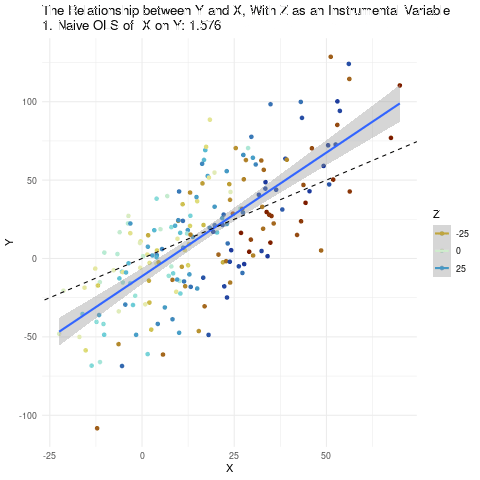 The Relationship between Y and X, With Z as an Instrumental Variable
1. Naive OLS of X on Y: 1.576
100
50
0
-50
-100
-25
0
25
50
X
Y
Z
-25
0
25